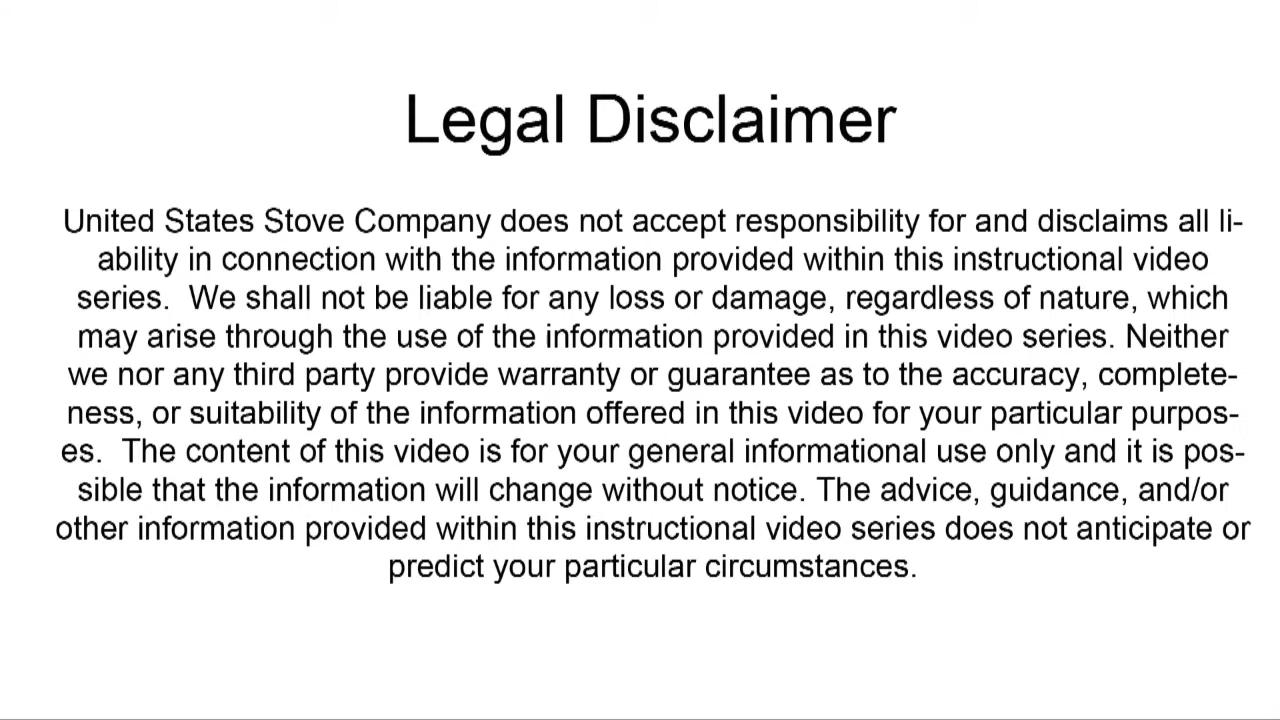 Legal Disclaimer
United States Stove Company does not accept responsibility for and disclaims all li-
ability in connection with the information provided within this instructional video
series.  We shall not be liable for any loss or damage, regardless of nature, which
may arise through the use of the information provided in this video series. Neither
we nor any third party provide warranty or guarantee as to the accuracy, complete-
ness, or suitability of the information offered in this video for your particular purpos-
es.  The content of this video is for your general informational use only and it is pos-
sible that the information will change without notice. The advice, guidance, and/or
other information provided within this instructional video series does not anticipate or
predict your particular circumstances.